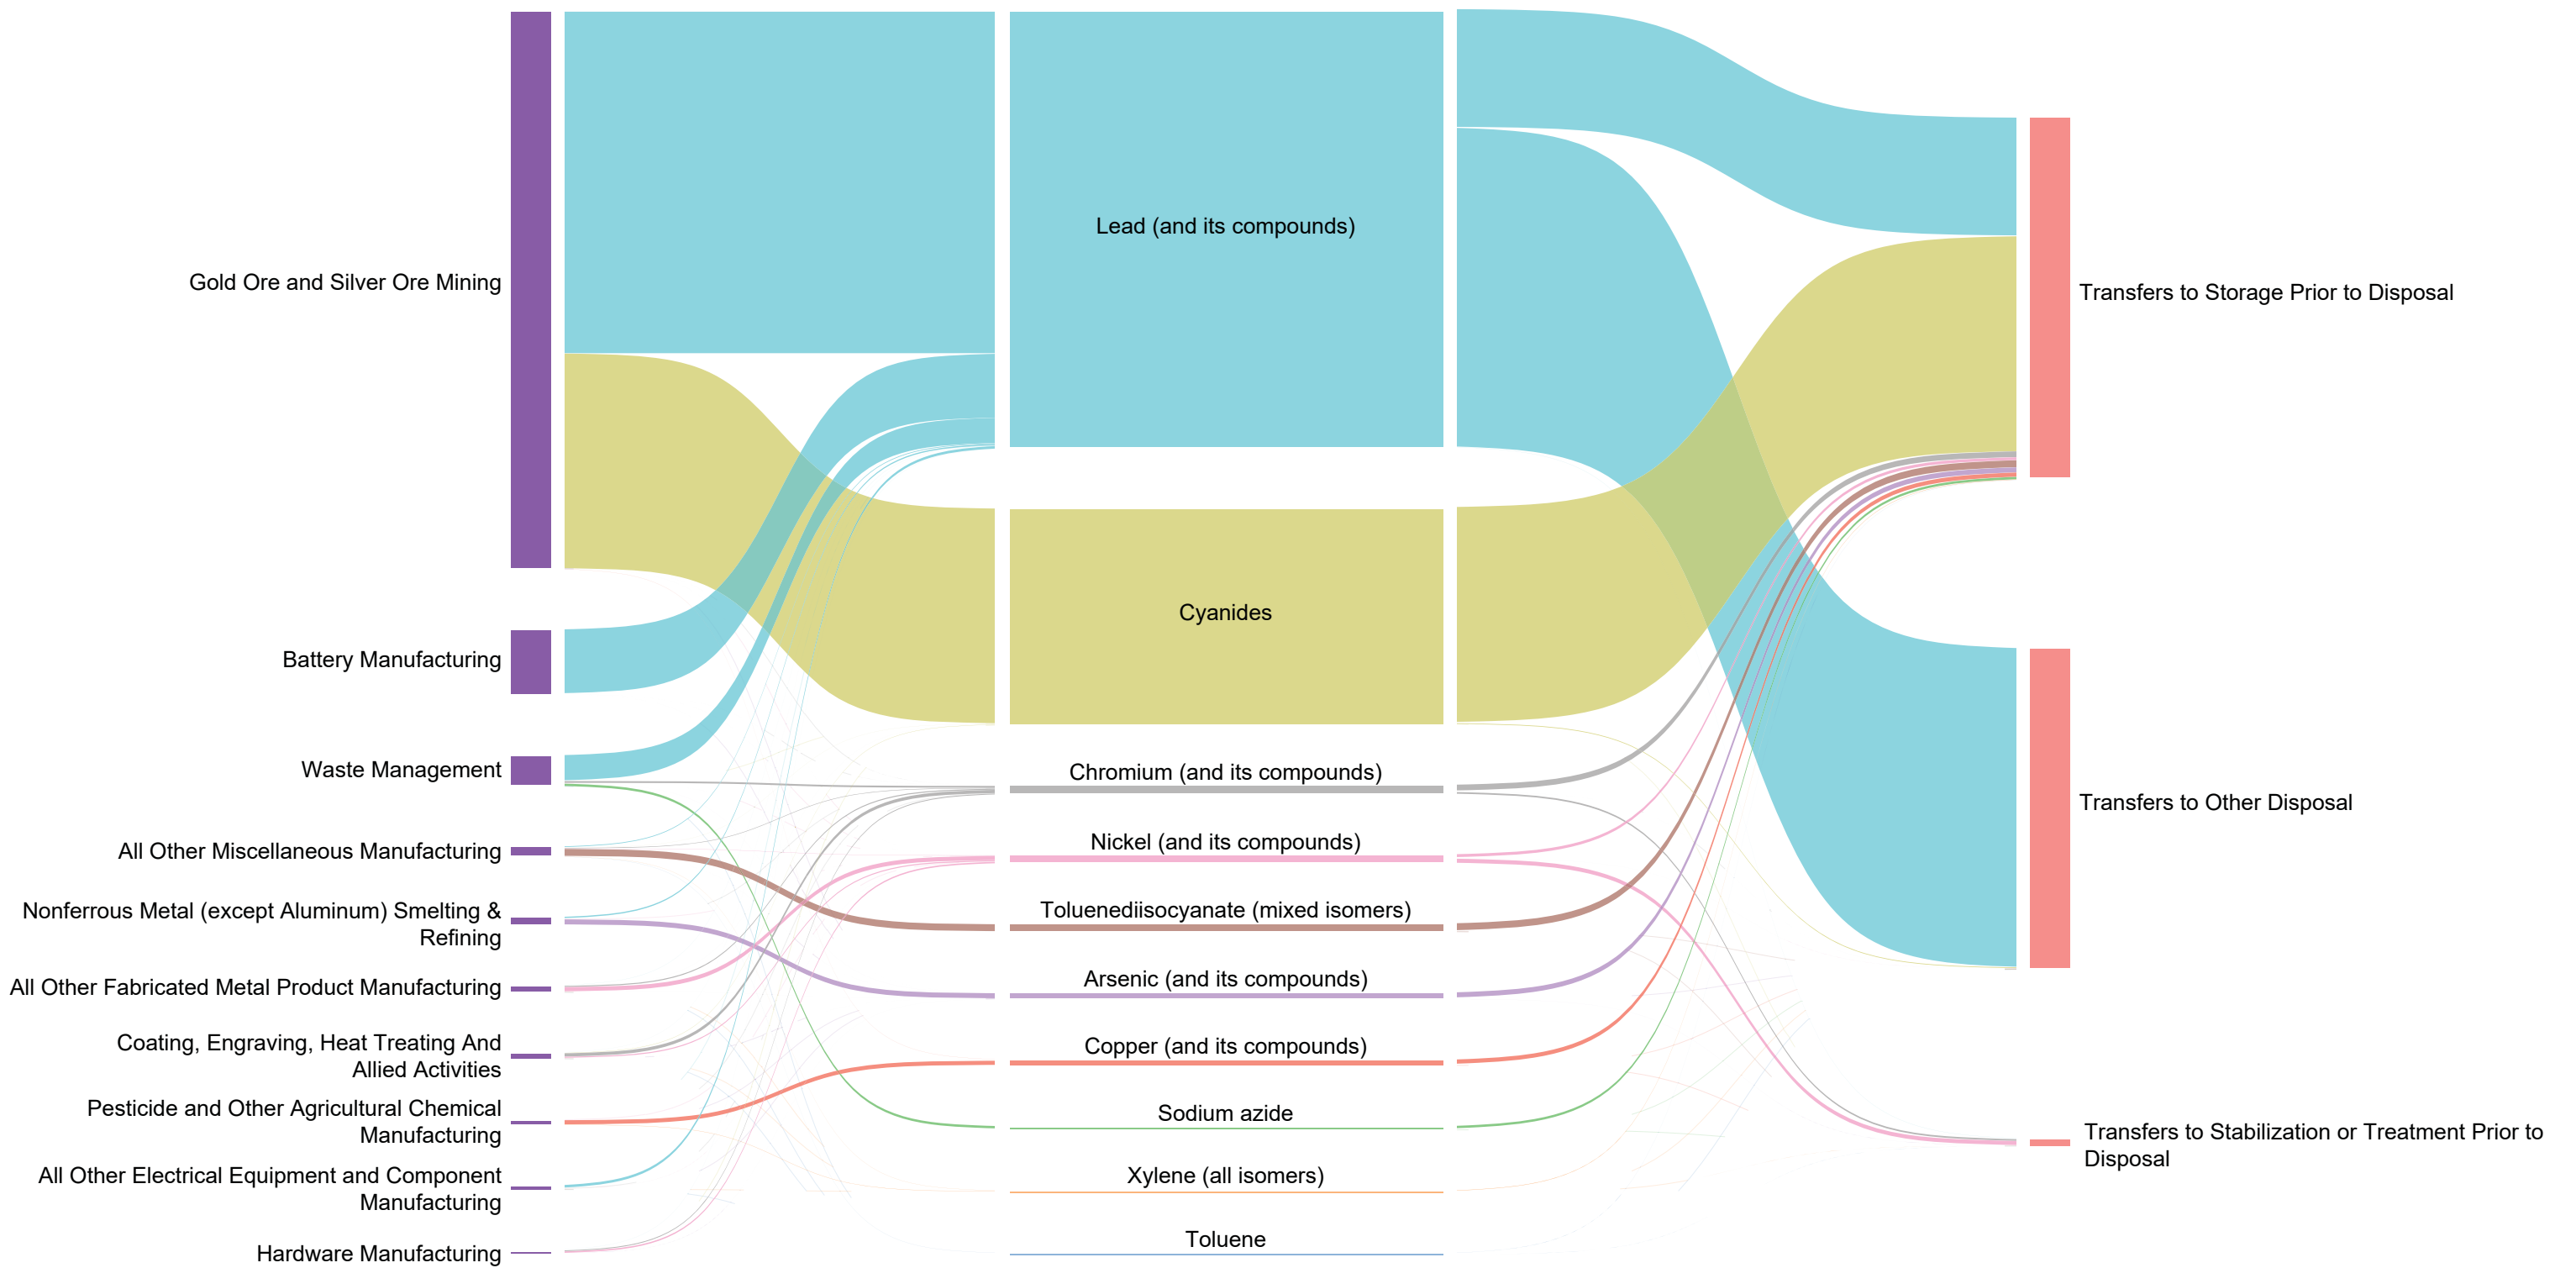 Gold Ore and Silver Ore Mining
Battery Manufacturing
Waste Management
All Other Miscellaneous Manufacturing
Nonferrous Metal (except Aluminum) Smelting &
Refining
All Other Fabricated Metal Product Manufacturing
Coating, Engraving, Heat Treating And
Allied Activities
Pesticide and Other Agricultural Chemical
Manufacturing
All Other Electrical Equipment and Component
Manufacturing
Hardware Manufacturing
Lead (and its compounds)
Cyanides
Chromium (and its compounds)
Nickel (and its compounds)
Toluenediisocyanate (mixed isomers)
Arsenic (and its compounds)
Copper (and its compounds)
Sodium azide
Xylene (all isomers)
Toluene
Transfers to Storage Prior to Disposal
Transfers to Other Disposal
Transfers to Stabilization or Treatment Prior to
Disposal